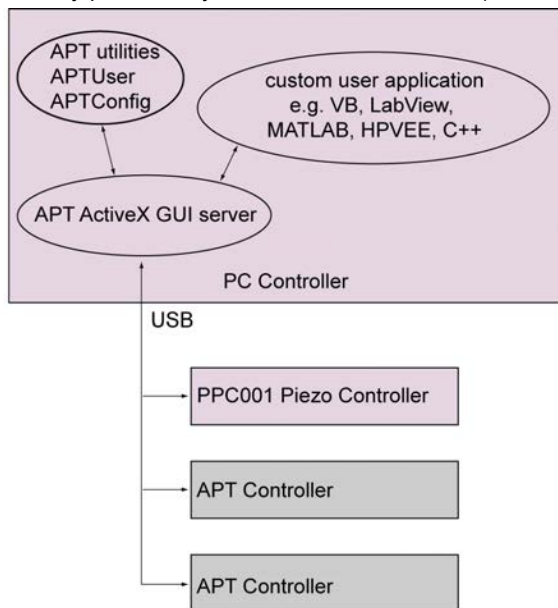 APT utilities
APTUser
APTConfig
custom user application
e.g. VB, LabView,
MATLAB, HPVEE, C++
APT ActiveX GUI server
PC Controller
USB
PPC001 Piezo Controller
APT Controller
APT Controller